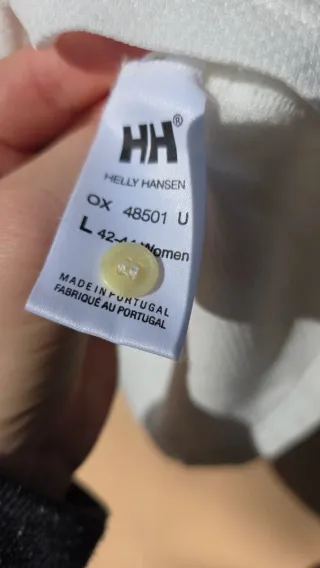 HH®
HELLY HANSEN
OX 48501 U
L 42-44 Women
MADE IN PORTUGAL
FABRIQUÉ AU PORTUGAL